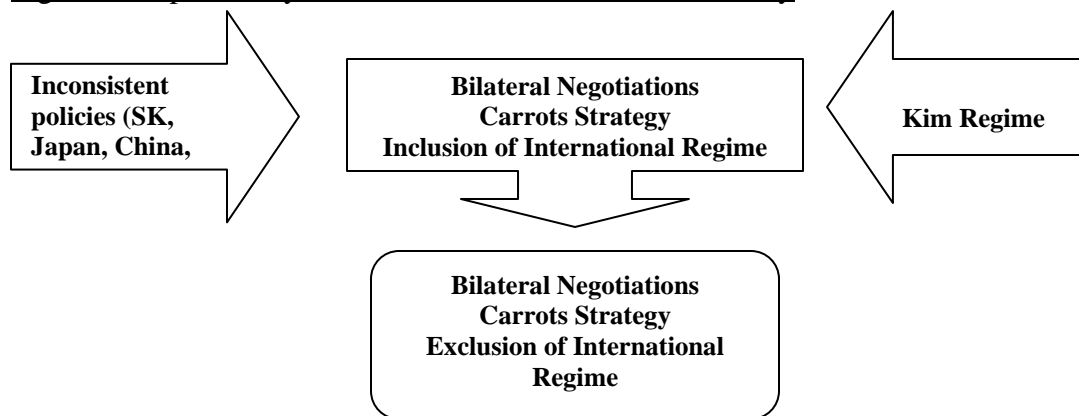 Inconsistent
policies (SK,
Japan, China,
Bilateral Negotiations
Carrots Strategy
Inclusion of International Regime
Kim Regime
Bilateral Negotiations
Carrots Strategy
Exclusion of International
Regime